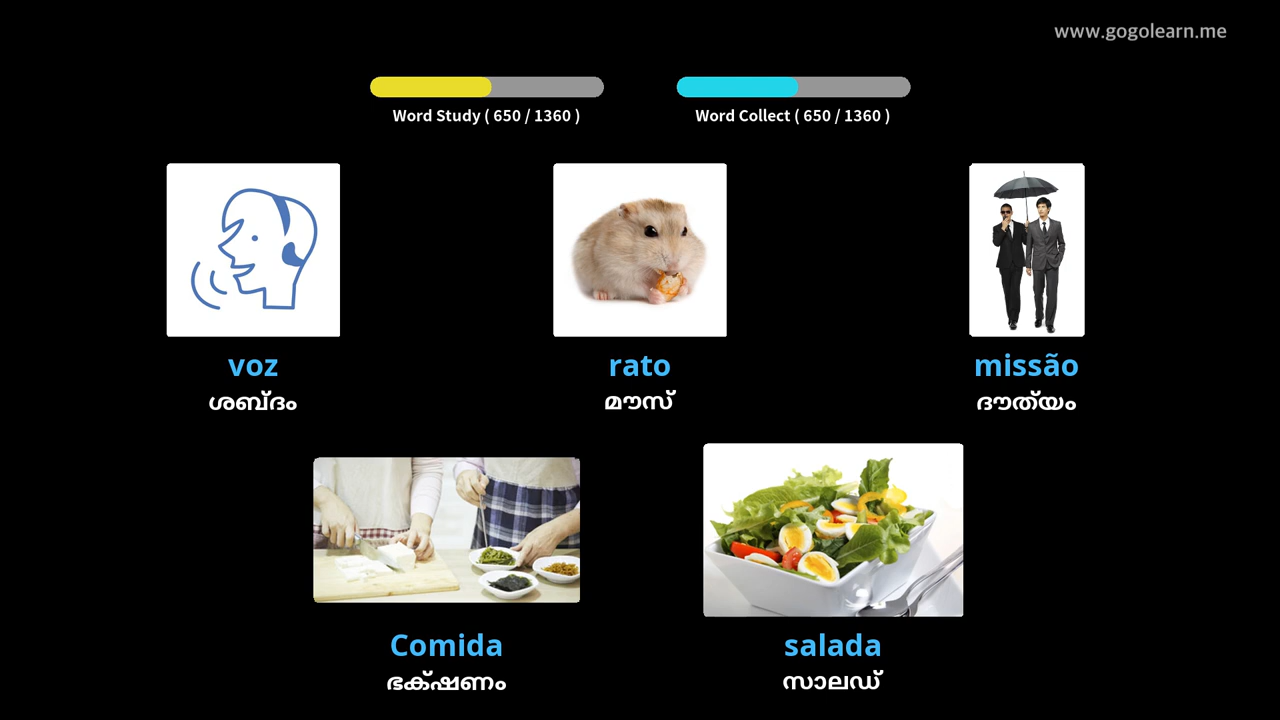 www.gogolearn.me
Word Study ( 650 / 1360 )
Word Collect ( 650 / 1360 )
voz
ശബ്ദം
rato
മൗസ്
missão
ദൗത്യം
Comida
ഭക്ഷണം
salada
സാലഡ്